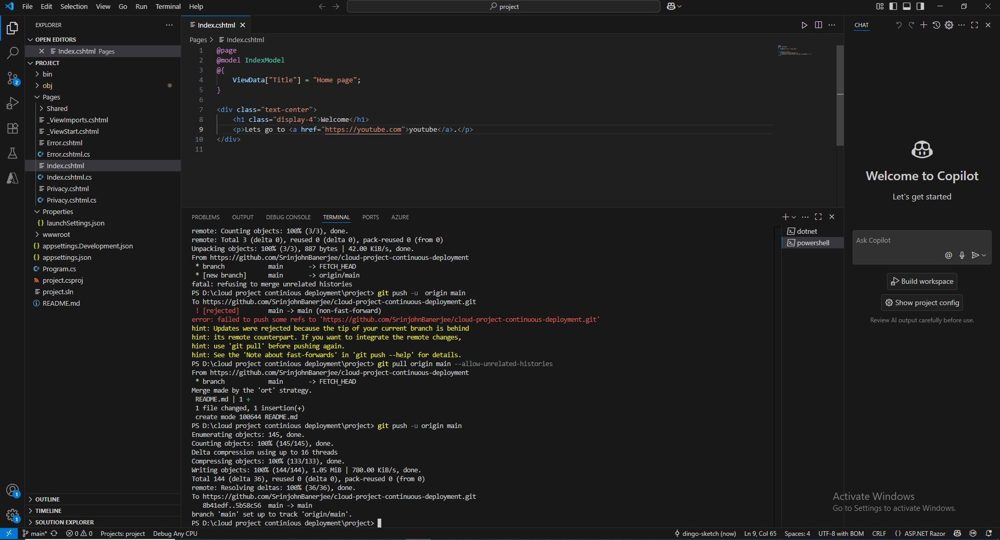 File Edit Selection View Go Run Terminal Help
project
EXPLORER
OPEN EDITORS
Index.cshtml Pages
PROJECT
bin
obj
Pages
Shared
_ViewImports.cshtml
_ViewStart.cshtml
Error.cshtml
Error.cshtml.cs
Index.cshtml
Index.cshtml.cs
Privacy.cshtml
Privacy.cshtml.cs
Properties
{} launchSettings.json
wwwroot
{} appsettings.Development.json
{} appsettings.json
Program.cs
project.csproj
project.sln
README.md
OUTLINE
TIMELINE
SOLUTION EXPLORER
2
1
1
Index.cshtml
Pages > Index.cshtml
1 @page
2 @model IndexModel
3 @{
4 ViewData["Title"] = "Home page";
5 }
6
7 <div class="text-center">
8 <h1 class="display-4">Welcome</h1>
9 <p>Lets go to <a href="https://youtube.com">youtube</a>.</p>
10 </div>
11
PROBLEMS OUTPUT DEBUG CONSOLE TERMINAL PORTS AZURE
remote: Counting objects: 100% (3/3), done.
remote: Total 3 (delta 0), reused 0 (delta 0), pack-reused 0 (from 0)
Unpacking objects: 100% (3/3), 887 bytes | 42.00 KiB/s, done.
From https://github.com/SrinjohnBanerjee/cloud-project-continuous-deployment
* branch main -> FETCH_HEAD
* [new branch] main -> origin/main
fatal: refusing to merge unrelated histories
PS D:\cloud project continious deployment\project> git push -u  origin main
To https://github.com/SrinjohnBanerjee/cloud-project-continuous-deployment.git
! [rejected] main -> main (non-fast-forward)
error: failed to push some refs to 'https://github.com/SrinjohnBanerjee/cloud-project-continuous-deployment.git'
hint: Updates were rejected because the tip of your current branch is behind
hint: its remote counterpart. If you want to integrate the remote changes,
hint: use 'git pull' before pushing again.
hint: See the 'Note about fast-forwards' in 'git push --help' for details.
PS D:\cloud project continious deployment\project> git pull origin main --allow-unrelated-histories
From https://github.com/SrinjohnBanerjee/cloud-project-continuous-deployment
* branch main -> FETCH_HEAD
Merge made by the 'ort' strategy.
README.md | 1 +
1 file changed, 1 insertion(+)
create mode 100644 README.md
PS D:\cloud project continious deployment\project> git push -u origin main
Enumerating objects: 145, done.
Counting objects: 100% (145/145), done.
Delta compression using up to 16 threads
Compressing objects: 100% (133/133), done.
Writing objects: 100% (144/144), 1.05 MiB | 780.00 KiB/s, done.
Total 144 (delta 36), reused 0 (delta 0), pack-reused 0 (from 0)
remote: Resolving deltas: 100% (36/36), done.
To https://github.com/SrinjohnBanerjee/cloud-project-continuous-deployment.git
8b41edf..5b58c56 main -> main
branch 'main' set up to track 'origin/main'.
PS D:\cloud project continious deployment\project>
dotnet
powershell
CHAT
Welcome to Copilot
Let's get started
Ask Copilot
@
Build workspace
Show project config
Review AI output carefully before use.
Activate Windows
Go to Settings to activate Windows.
main* 0 0 Projects: project Debug Any CPU
dingo-sketch (now) Ln 9, Col 65 Spaces: 4 UTF-8 with BOM CRLF {} ASP.NET Razor